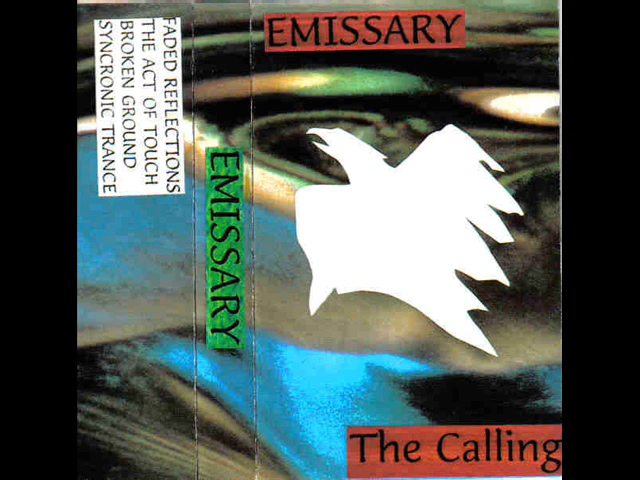 FADED REFLECTIONS
THE ACT OF TOUCH
BROKEN GROUND
SYNCRONIC TRANCE
EMISSARY
EMISSARY
The Calling